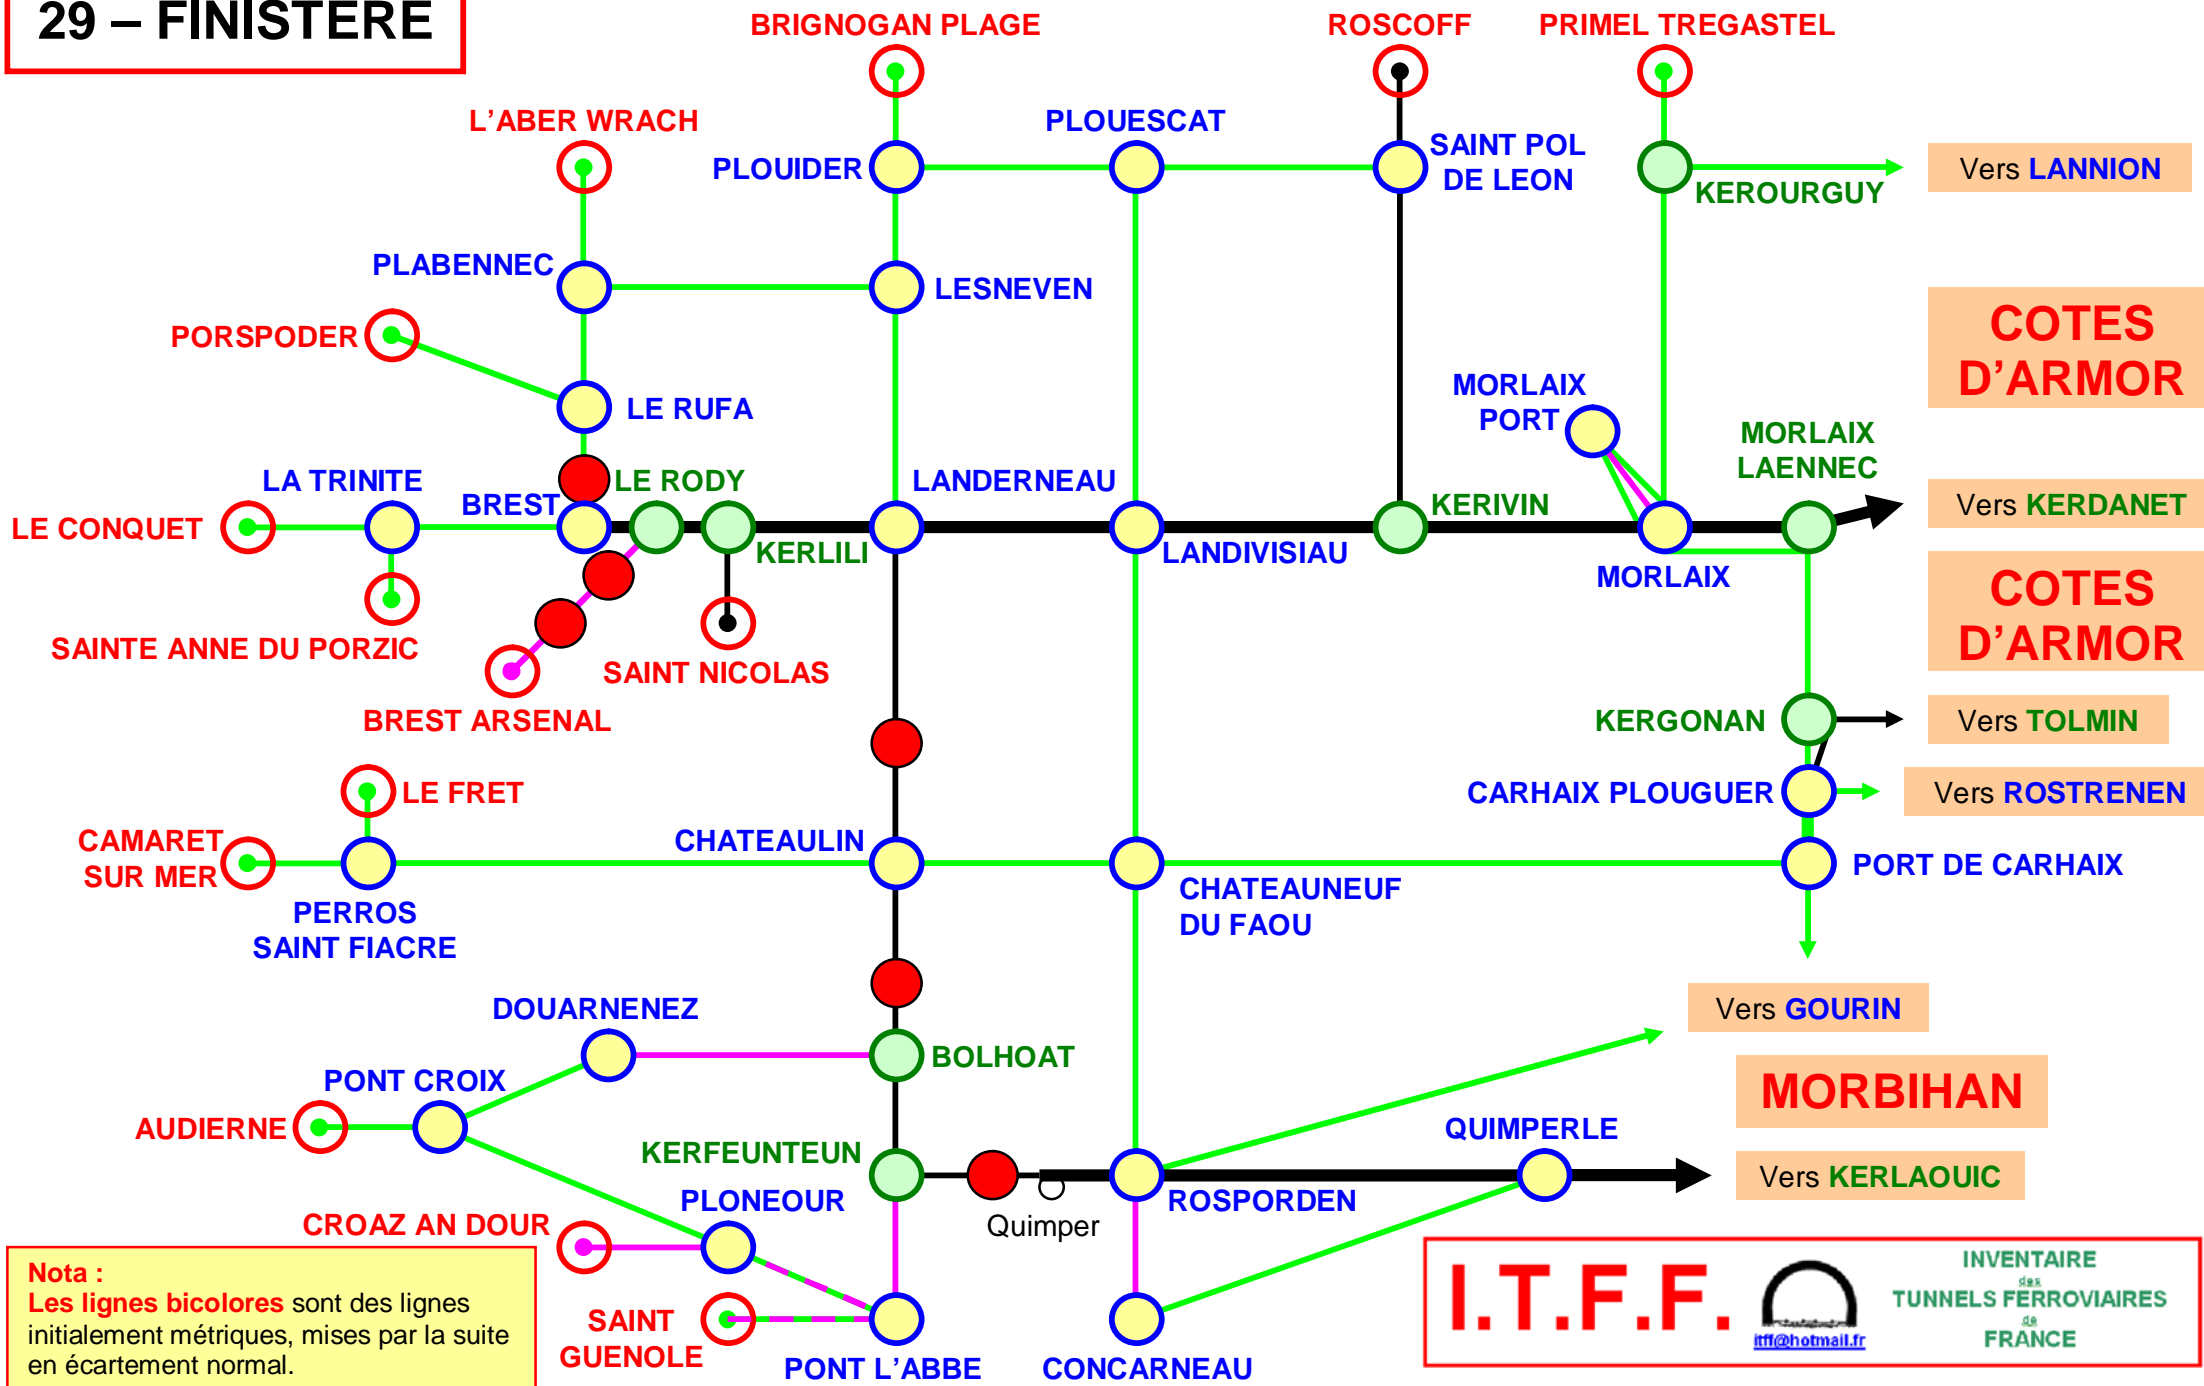 29 – FINISTERE
BRIGNOGAN PLAGE
ROSCOFF
PRIMEL TREGASTEL
L'ABER WRACH
PLOUESCAT
PLOUIDER
SAINT POL
DE LEON
KEROURGUY
Vers LANNION
PLABENNEC
LESNEVEN
PORSPODER
COTES
D'ARMOR
LE RUFA
MORLAIX
PORT
MORLAIX
LAENNEC
LA TRINITE
BREST
LE RODY
LANDERNEAU
KERIVIN
Vers KERDANET
LE CONQUET
KERLILI
LANDIVISIAU
MORLAIX
COTES
D'ARMOR
SAINTE ANNE DU PORZIC
SAINT NICOLAS
BREST ARSENAL
KERGONAN
Vers TOLMIN
LE FRET
CARHAIX PLOUGUER
Vers ROSTRENEN
CAMARET
SUR MER
CHATEAULIN
PORT DE CARHAIX
PERROS
SAINT FIACRE
CHATEAUNEUF
DU FAOU
DOUARNENEZ
Vers GOURIN
BOLHOAT
PONT CROIX
MORBIHAN
AUDIERNE
KERFEUNTEUN
QUIMPERLE
Vers KERLAOUIC
PLONEOUR
ROSPORDEN
CROAZ AN DOUR
Quimper
Nota :
Les lignes bicolores sont des lignes
initialement métriques, mises par la suite
en écartement normal.
SAINT
GUENOLE
PONT L'ABBE
CONCARNEAU
I.T.F.F.
itff@hotmail.fr
INVENTAIRE
des
TUNNELS FERROVIAIRES
de
FRANCE